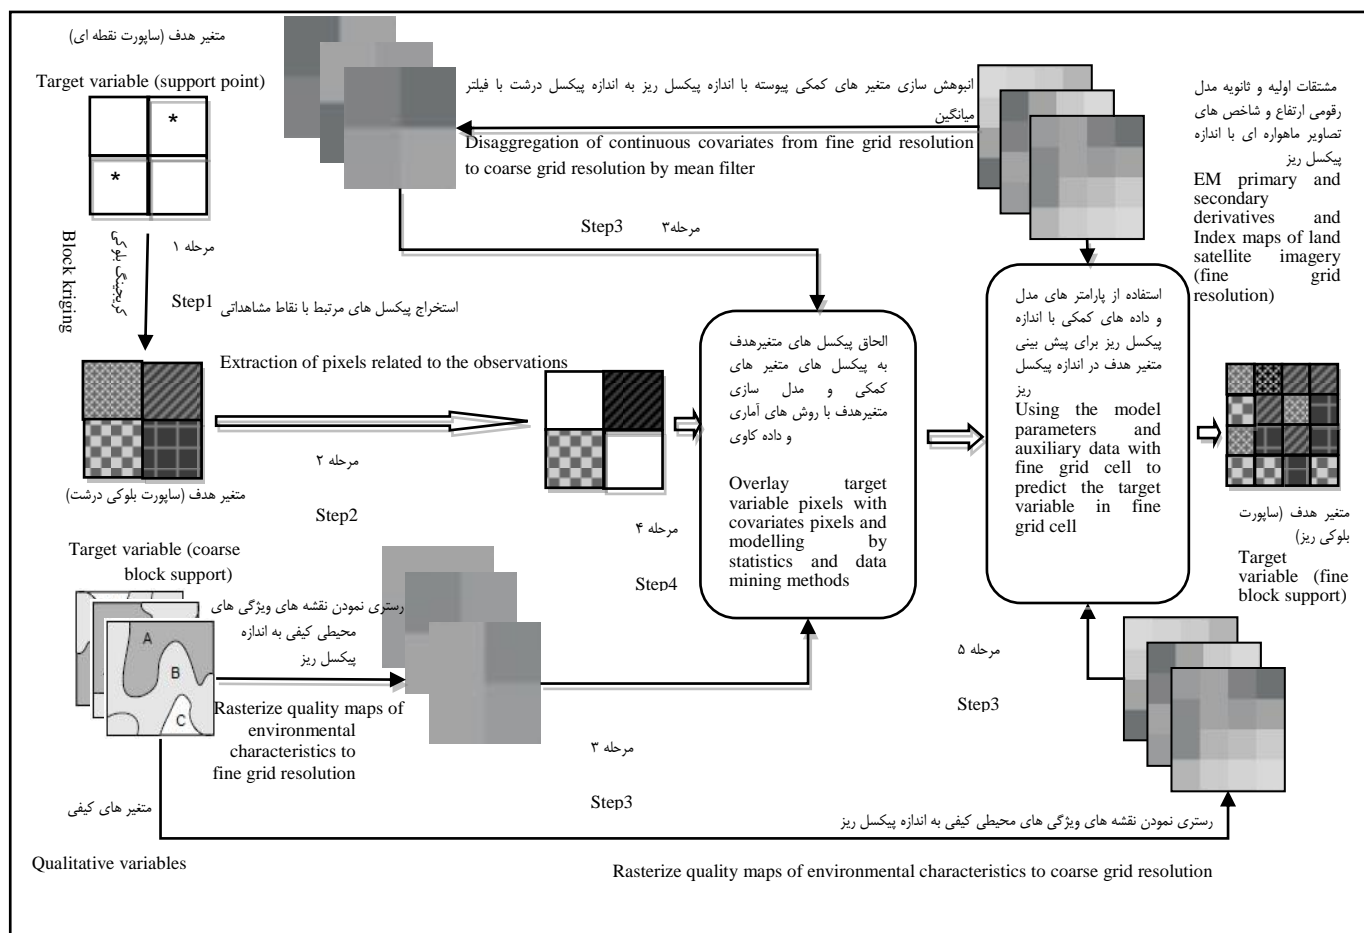 متغیر هدف (ساپورت نقطه ای)
Target variable (support point)
*
*
Block kriging
کریجینگ بلوکی
مرحله ۱
Step1
انبوهش سازی متغیر های کمکی پیوسته با اندازه پیکسل ریز به اندازه پیکسل درشت با فیلتر
میانگین
Disaggregation of continuous covariates from fine grid resolution
to coarse grid resolution by mean filter
Step3
مرحله۳
مشتقات اولیه و ثانویه مدل
رقومی ارتفاع و شاخص های
تصاویر ماهواره ای با اندازه
پیکسل ریز
EM primary and
secondary
derivatives and
Index maps of land
satellite imagery
(fine grid
resolution)
استخراج پیکسل های مرتبط با نقاط مشاهداتی
Extraction of pixels related to the observations
مرحله ۲
Step2
متغیر هدف (ساپورت بلوکی درشت)
Target variable (coarse
block support)
مرحله ۴
Step4
الحاق پیکسل های متغیرهدف
به پیکسل های متغیر های
کمکی و مدل سازی
متغیرهدف با روش های آماری
و داده کاوی
Overlay target
variable pixels with
covariates pixels and
modelling by
statistics and data
mining methods
استفاده از پارامتر های مدل
و داده های کمکی با اندازه
پیکسل ریز برای پیش بینی
متغیر هدف در اندازه پیکسل
ریز
Using the model
parameters and
auxiliary data with
fine grid cell to
predict the target
variable in fine
grid cell
متغیر هدف (ساپورت
بلوکی ریز)
Target
variable (fine
block support)
A
B
C
رستری نمودن نقشه های ویژگی های
محیطی کیفی به اندازه
پیکسل ریز
Rasterize quality maps of
environmental
characteristics to
fine grid resolution
مرحله ۳
Step3
مرحله ۵
Step3
متغیر های کیفی
Qualitative variables
رستری نمودن نقشه های ویژگی های محیطی کیفی به اندازه پیکسل ریز
Rasterize quality maps of environmental characteristics to coarse grid resolution